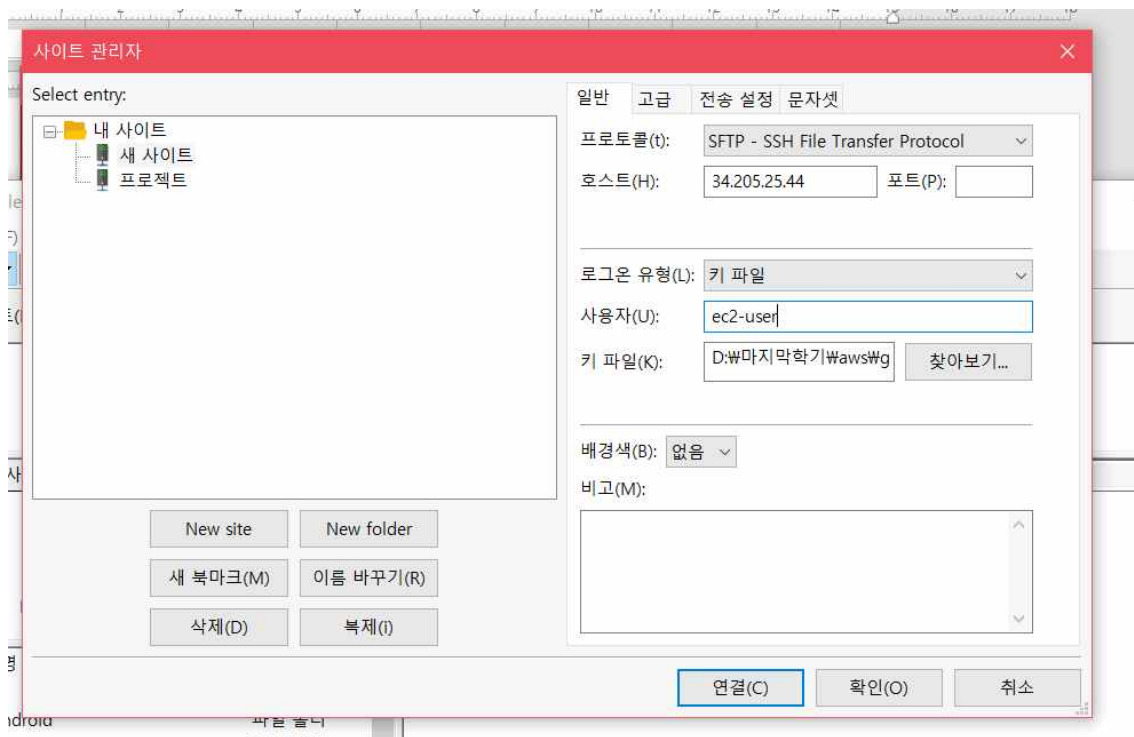 사이트 관리자
Select entry:
내 사이트
새 사이트
프로젝트
New site
New folder
새 북마크(M)
이름 바꾸기(R)
삭제(D)
복제(i)
일반 고급 전송 설정 문자셋
프로토콜(t): SFTP - SSH File Transfer Protocol
호스트(H): 34.205.25.44 포트(P):
로그온 유형(L): 키 파일
사용자(U): ec2-user
키 파일(K): D:₩마지막학기₩aws₩g 찾아보기...
배경색(B): 없음
비고(M):
연결(C) 확인(O) 취소